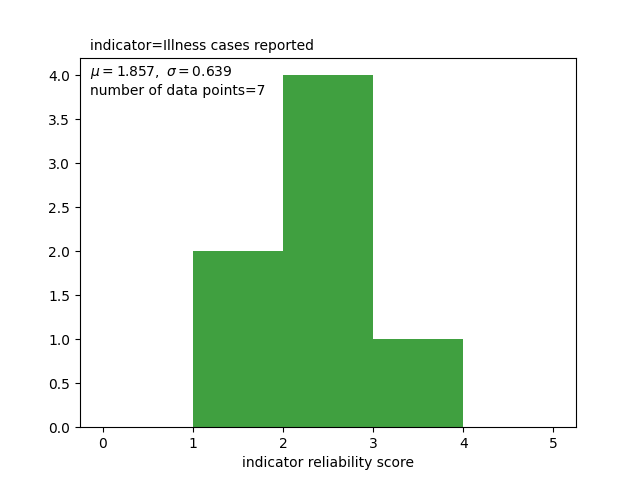 indicator=Illness cases reported
μ = 1.857, σ = 0.639
number of data points=7
4.0
3.5
3.0
2.5
2.0
1.5
1.0
0.5
0.0
0 1 2 3 4 5
indicator reliability score